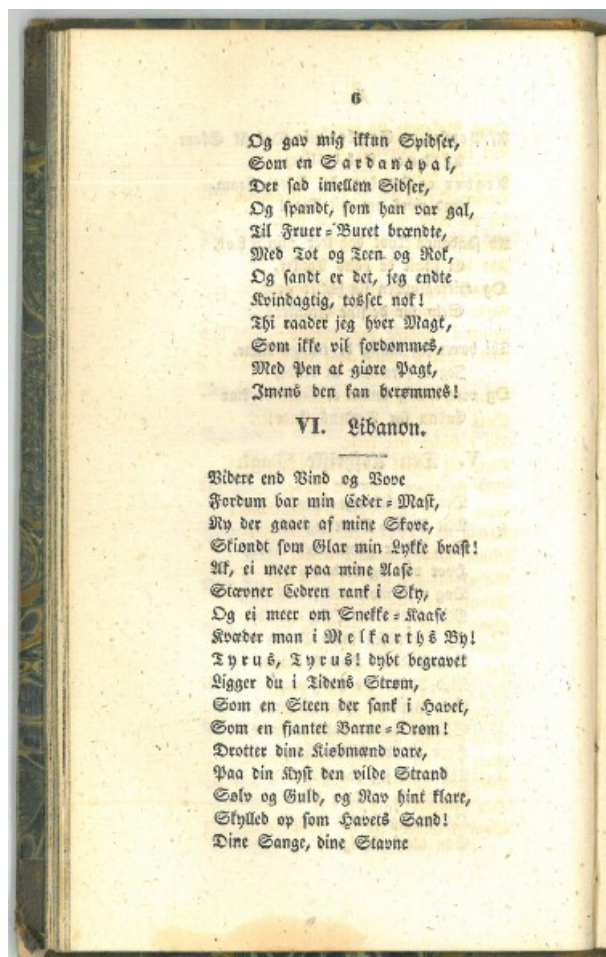 6
Og gav mig ikkun Spidser,
Som en Sardanapal,
Der sad imellem Sidser,
Og spandt, som han var gal,
Til Fruer-Buret brændte,
Med Tot og Teen og Rok,
Og sandt er det, jeg endte
Kvindagtig, tosset nok!
Thi raader jeg hver Magt,
Som ikke vil fordømmes,
Med Pen at giøre Pagt,
Imens den kan berømmes!
VI. Libanon.
Videre end Vind og Vove
Fordum bar min Ceder-Mast,
Ry der gaaer af mine Skove,
Skiøndt som Glar min Lykke brast!
Ak, ei meer paa mine Aase
Stævner Cedren rank i Sky,
Og ei meer om Snekke-Kaase
Kvæder man i Melkarths By!
Tyrus, Tyrus! dybt begravet
Ligger du i Tidens Strøm,
Som en Steen der sank i Havet,
Som en fjantet Barne-Drøm!
Drotter dine Kiøbmænd vare,
Paa din Kyst den vilde Strand
Sølv og Guld, og Rav hint klare,
Skylled op som Havets Sand!
Dine Sange, dine Stavne